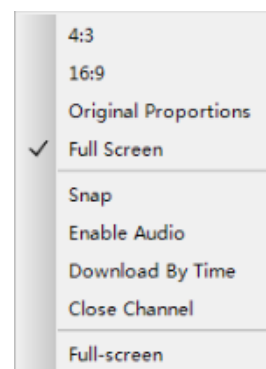 4:3
16:9
Original Proportions
Full Screen
Snap
Enable Audio
Download By Time
Close Channel
Full-screen